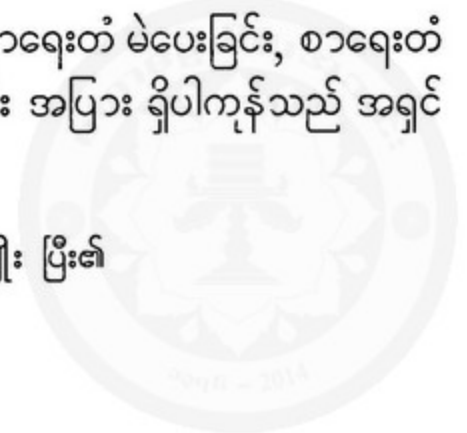 စာရေးတံ မဲပေးခြင်း, စာရေးတံ
အပြား ရှိပါကုန်သည် အရှင်
ပြီး၏
2014